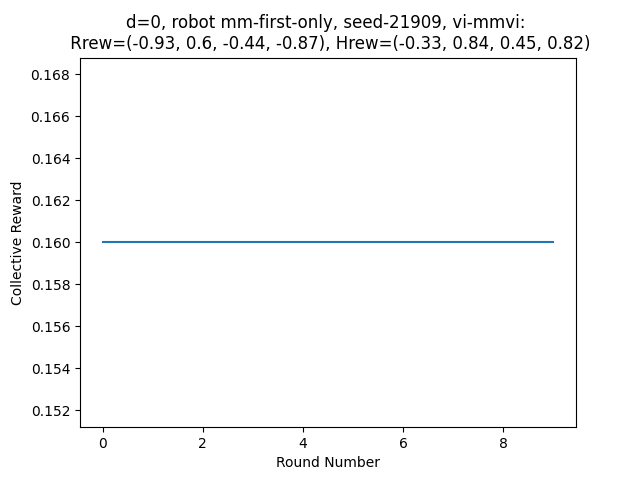 d=0, robot mm-first-only, seed-21909, vi-mmvi:
Rrew=(-0.93, 0.6, -0.44, -0.87), Hrew=(-0.33, 0.84, 0.45, 0.82)
0.168
0.166
0.164
0.162
0.160
0.158
0.156
0.154
0.152
Collective Reward
0 2 4 6 8
Round Number